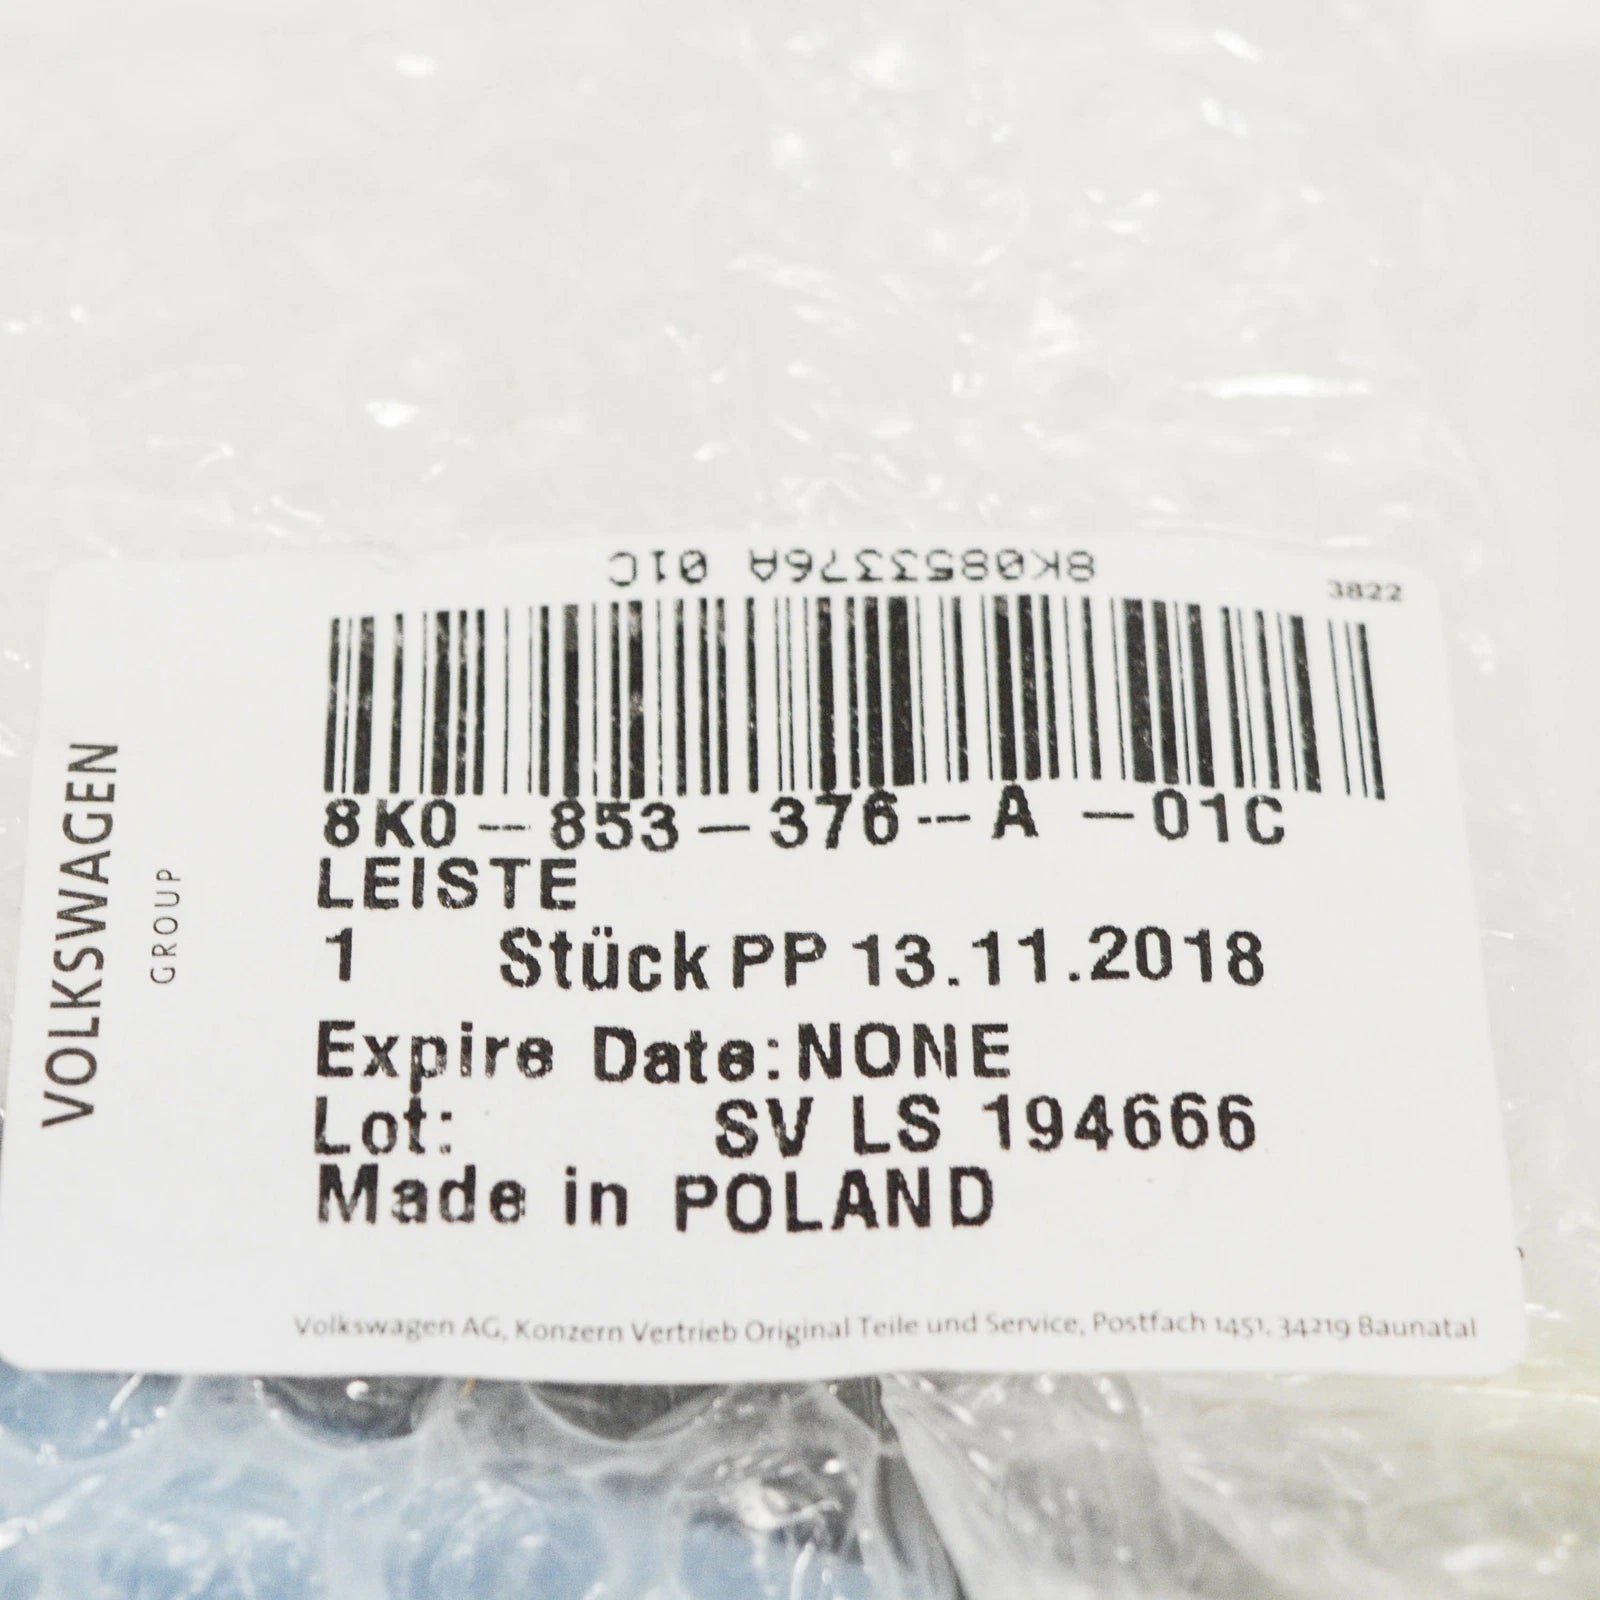 8K0853376A 01C
3822
8K0-853-376-A -01C
LEISTE
1 Stück PP 13.11.2018
Expire Date:NONE
Lot: SV LS 194666
Made in POLAND
VOLKSWAGEN
GROUP
Volkswagen AG, Konzern Vertrieb Original Teile und Service, Postfach 1451, 34219 Baunatal